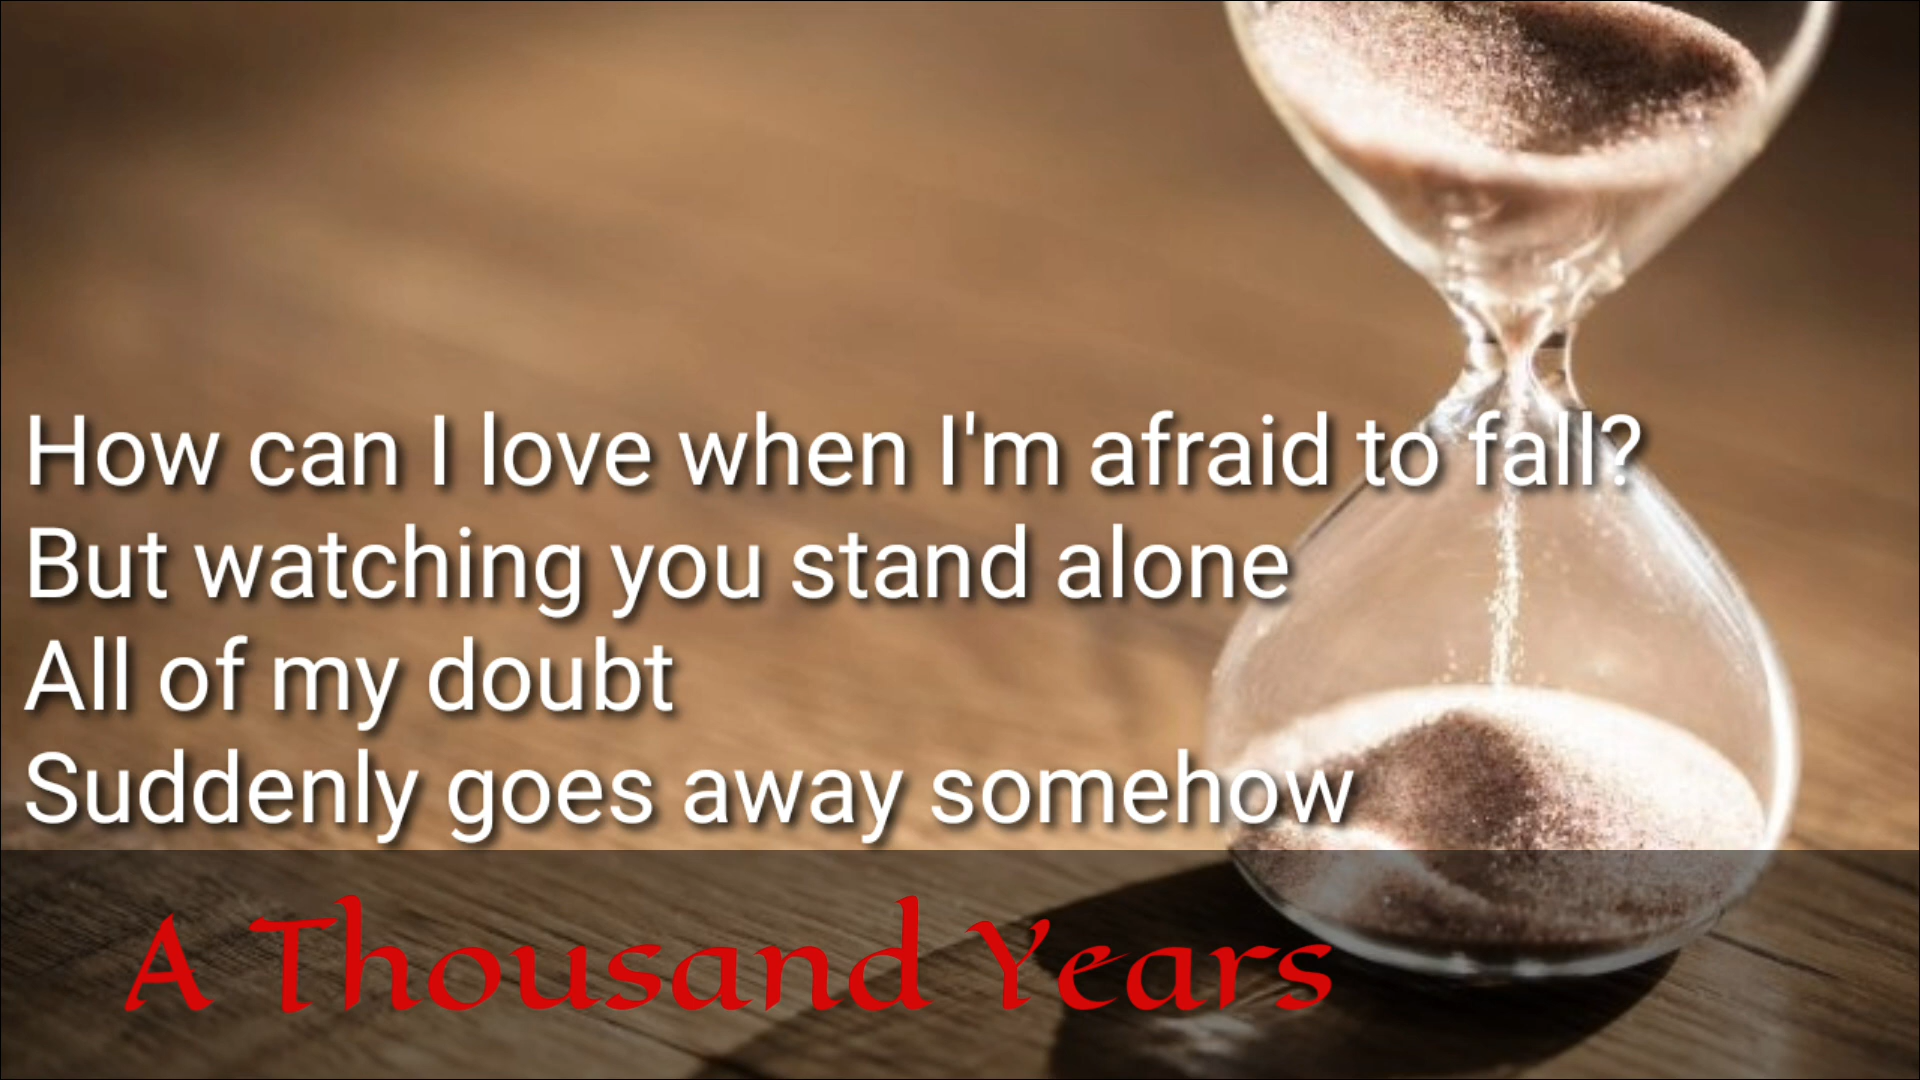 How can I love when I'm afraid to fall?
But watching you stand alone
All of my doubt
Suddenly goes away somehow
A Thousand Years